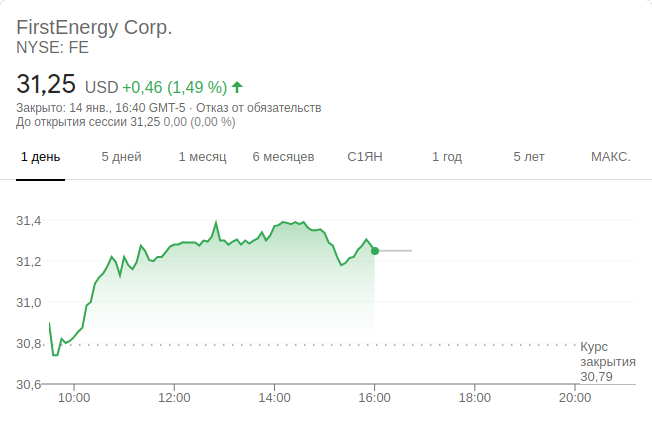 FirstEnergy Corp.
NYSE: FE
31,25 USD +0,46 (1,49 %)
Закрыто: 14 янв., 16:40 GMT-5 · Отказ от обязательств
До открытия сессии 31,25 0,00 (0,00 %)
1 день 5 дней 1 месяц 6 месяцев С1ЯН 1 год 5 лет МАКС.
31,4
31,2
31,0
30,8
Курс
закрытия
30,79
30,6
10:00 12:00 14:00 16:00 18:00 20:00